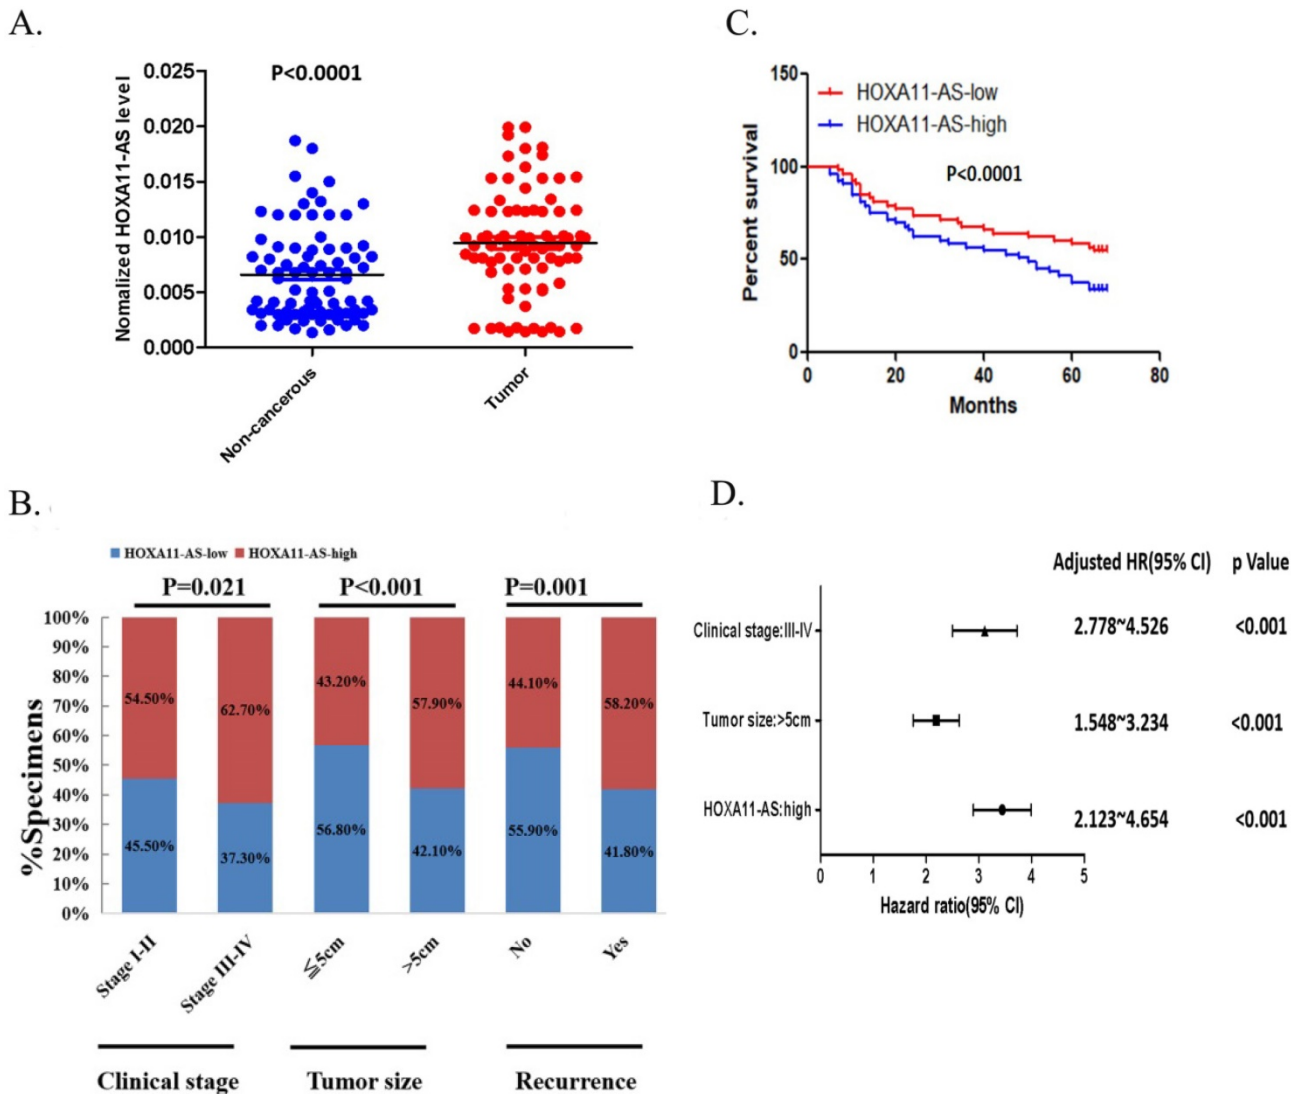 A.
Nomalized HOXA11-AS level
0.025
0.020
0.015
0.010
0.005
0.000
P<0.0001
Non-cancerous
Tumor
C.
Percent survival
150
100
50
0
HOXA11-AS-low
HOXA11-AS-high
P<0.0001
0 20 40 60 80
Months
B.
HOXA11-AS-low HOXA11-AS-high
P=0.021 P<0.001 P=0.001
%Specimens
100%
90%
80%
70%
60%
50%
40%
30%
20%
10%
0%
54.50% 62.70% 43.20% 57.90% 44.10% 58.20%
45.50% 37.30% 56.80% 42.10% 55.90% 41.80%
Stage I-II Stage III-IV ≦5cm >5cm No Yes
Clinical stage Tumor size Recurrence
D.
Adjusted HR(95% CI) p Value
Clinical stage:III-IV 2.778~4.526 <0.001
Tumor size:>5cm 1.548~3.234 <0.001
HOXA11-AS:high 2.123~4.654 <0.001
0 1 2 3 4 5
Hazard ratio(95% CI)